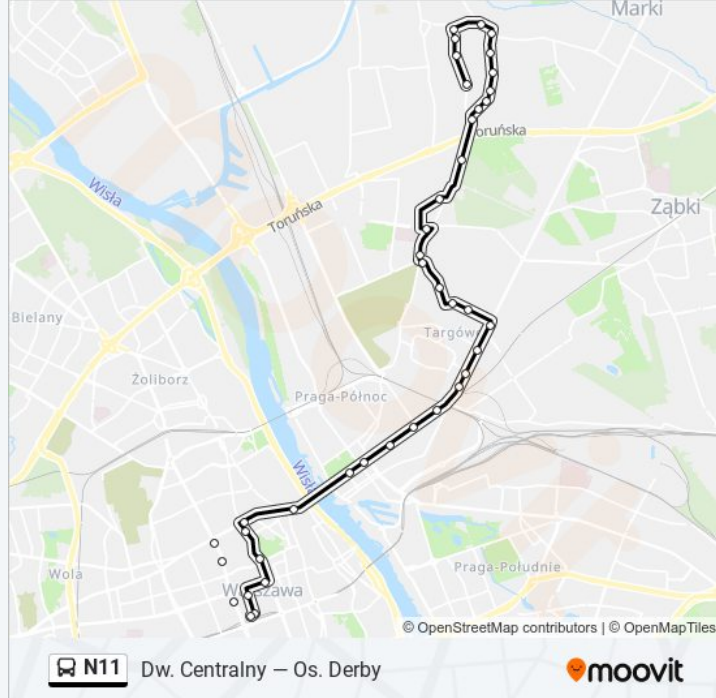 Marki
Wisła
Toruńska
Toruńska
Ząbki
Bielany
Targówek
Żoliborz
Praga-Północ
Wisła
Praga-Południe
Wola
Warszawa
© OpenStreetMap contributors | © OpenMapTiles
N11 Dw. Centralny — Os. Derby
moovit